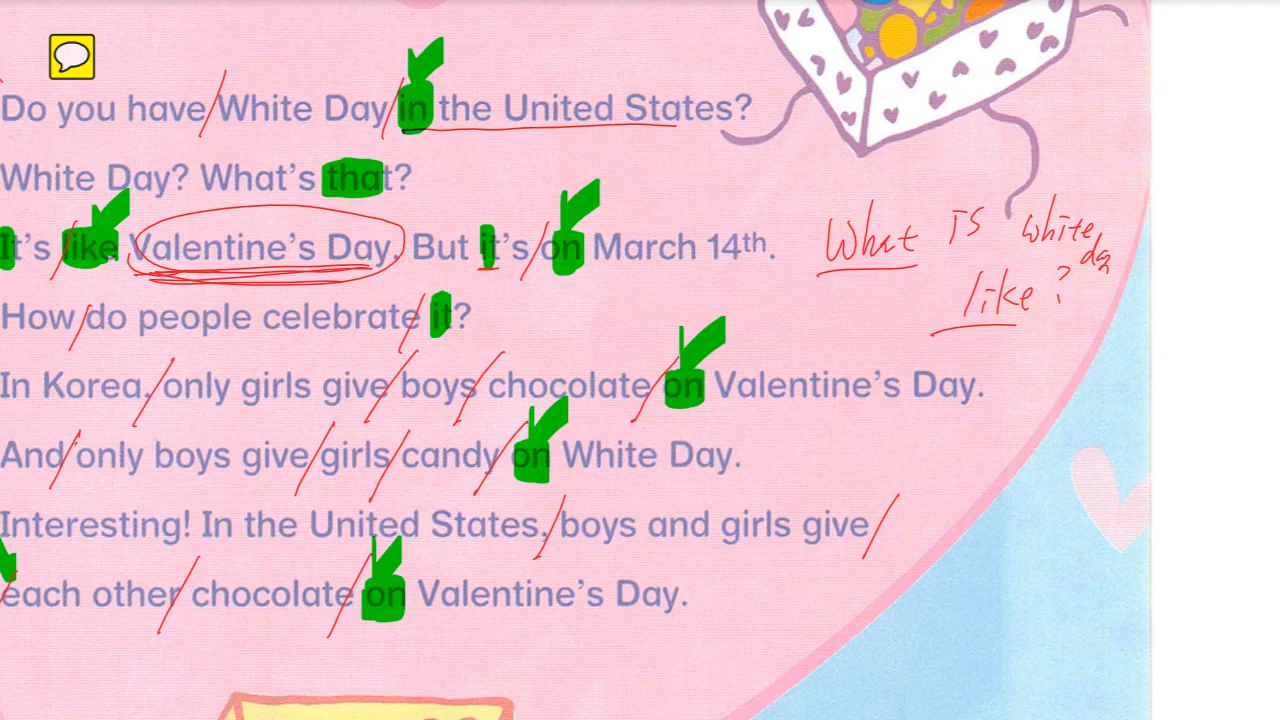 Do you have White Day in the United States?
White Day? What's that?
It's like Valentine's Day. But it's on March 14th.
What is white day
like?
How do people celebrate it?
In Korea, only girls give boys chocolate on Valentine's Day.
And only boys give girls candy on White Day.
Interesting! In the United States, boys and girls give
each other chocolate on Valentine's Day.